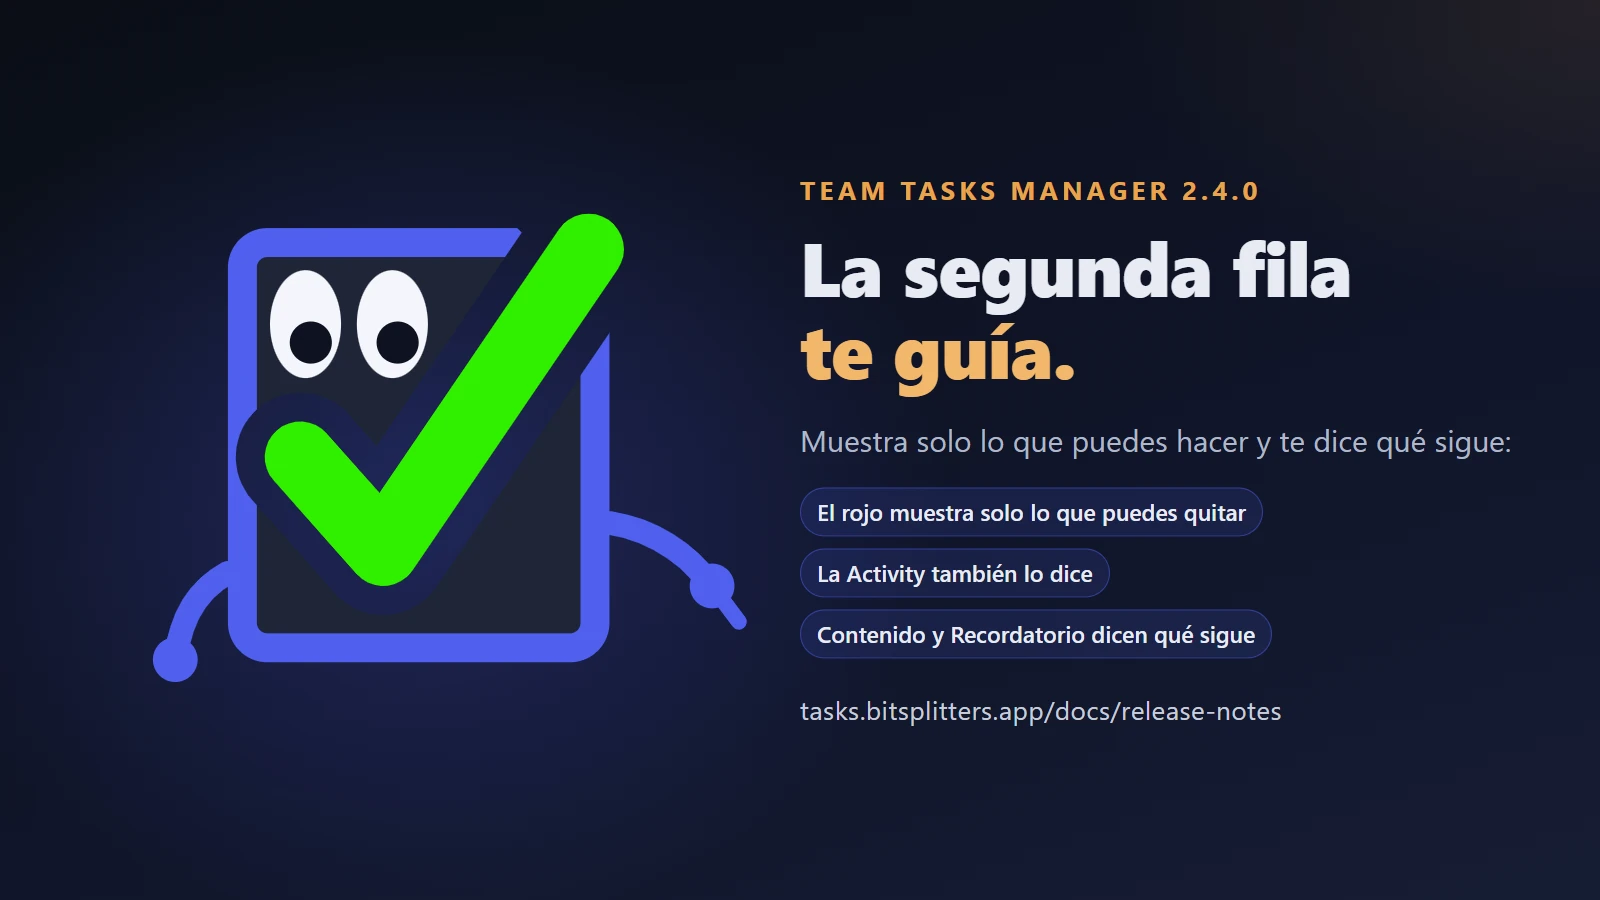 TEAM TASKS MANAGER 2.4.0
La segunda fila
te guía.
Muestra solo lo que puedes hacer y te dice qué sigue:
El rojo muestra solo lo que puedes quitar
La Activity también lo dice
Contenido y Recordatorio dicen qué sigue
tasks.bitsplitters.app/docs/release-notes